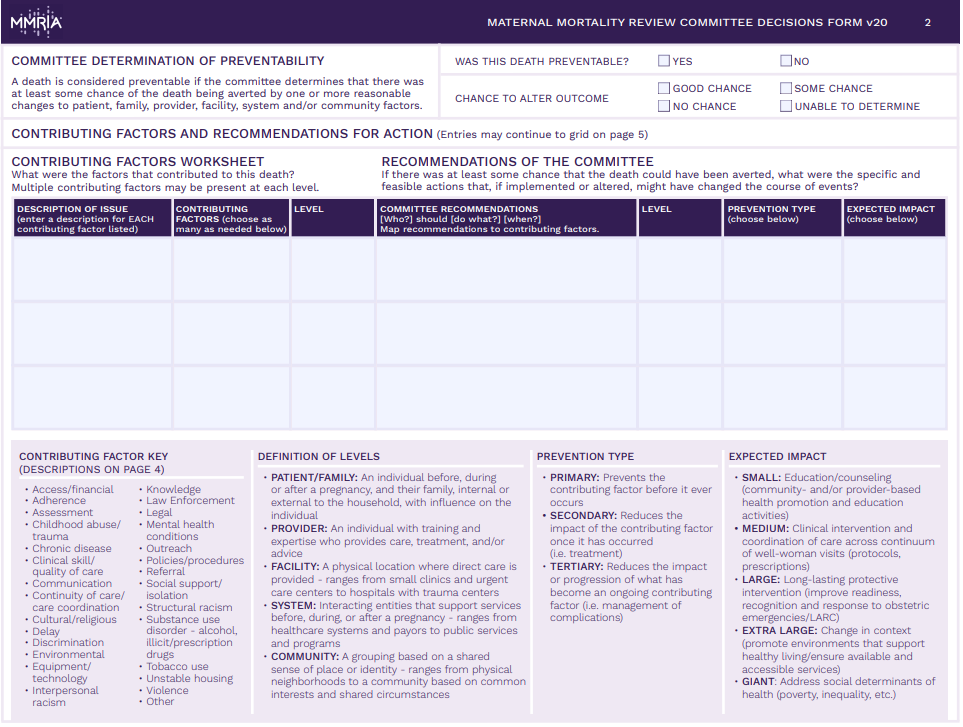 MMRIA
MATERNAL MORTALITY REVIEW COMMITTEE DECISIONS FORM v20 2
COMMITTEE DETERMINATION OF PREVENTABILITY
A death is considered preventable if the committee determines that there was
at least some chance of the death being averted by one or more reasonable
changes to patient, family, provider, facility, system and/or community factors.
WAS THIS DEATH PREVENTABLE? YES NO
CHANCE TO ALTER OUTCOME
GOOD CHANCE SOME CHANCE
NO CHANCE UNABLE TO DETERMINE
CONTRIBUTING FACTORS AND RECOMMENDATIONS FOR ACTION (Entries may continue to grid on page 5)
CONTRIBUTING FACTORS WORKSHEET
What were the factors that contributed to this death?
Multiple contributing factors may be present at each level.
RECOMMENDATIONS OF THE COMMITTEE
If there was at least some chance that the death could have been averted, what were the specific and
feasible actions that, if implemented or altered, might have changed the course of events?
DESCRIPTION OF ISSUE
(enter a description for EACH
contributing factor listed)
CONTRIBUTING
FACTORS (choose as
many as needed below)
LEVEL
COMMITTEE RECOMMENDATIONS
[Who?] should [do what?] [when?]
Map recommendations to contributing factors.
LEVEL
PREVENTION TYPE
(choose below)
EXPECTED IMPACT
(choose below)
CONTRIBUTING FACTOR KEY
(DESCRIPTIONS ON PAGE 4)
• Access/financial
• Adherence
• Assessment
• Childhood abuse/
trauma
• Chronic disease
• Clinical skill/
quality of care
• Communication
• Continuity of care/
care coordination
• Cultural/religious
• Delay
• Discrimination
• Environmental
• Equipment/
technology
• Interpersonal
racism
• Knowledge
• Law Enforcement
• Legal
• Mental health
conditions
• Outreach
• Policies/procedures
• Referral
• Social support/
isolation
• Structural racism
• Substance use
disorder - alcohol,
illicit/prescription
drugs
• Tobacco use
• Unstable housing
• Violence
• Other
DEFINITION OF LEVELS
• PATIENT/FAMILY: An individual before, during
or after a pregnancy, and their family, internal or
external to the household, with influence on the
individual
• PROVIDER: An individual with training and
expertise who provides care, treatment, and/or
advice
• FACILITY: A physical location where direct care is
provided - ranges from small clinics and urgent
care centers to hospitals with trauma centers
• SYSTEM: Interacting entities that support services
before, during, or after a pregnancy - ranges from
healthcare systems and payors to public services
and programs
• COMMUNITY: A grouping based on a shared
sense of place or identity - ranges from physical
neighborhoods to a community based on common
interests and shared circumstances
PREVENTION TYPE
• PRIMARY: Prevents the
contributing factor before it ever
occurs
• SECONDARY: Reduces the
impact of the contributing factor
once it has occurred
(i.e. treatment)
• TERTIARY: Reduces the impact
or progression of what has
become an ongoing contributing
factor (i.e. management of
complications)
EXPECTED IMPACT
• SMALL: Education/counseling
(community- and/or provider-based
health promotion and education
activities)
• MEDIUM: Clinical intervention and
coordination of care across continuum
of well-woman visits (protocols,
prescriptions)
• LARGE: Long-lasting protective
intervention (improve readiness,
recognition and response to obstetric
emergencies/LARC)
• EXTRA LARGE: Change in context
(promote environments that support
healthy living/ensure available and
accessible services)
• GIANT: Address social determinants of
health (poverty, inequality, etc.)